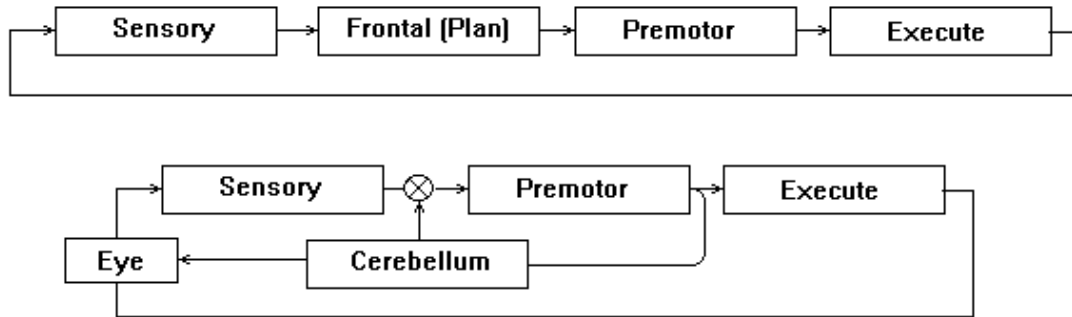 Sensory
Frontal (Plan)
Premotor
Execute
Sensory
Premotor
Execute
Eye
Cerebellum